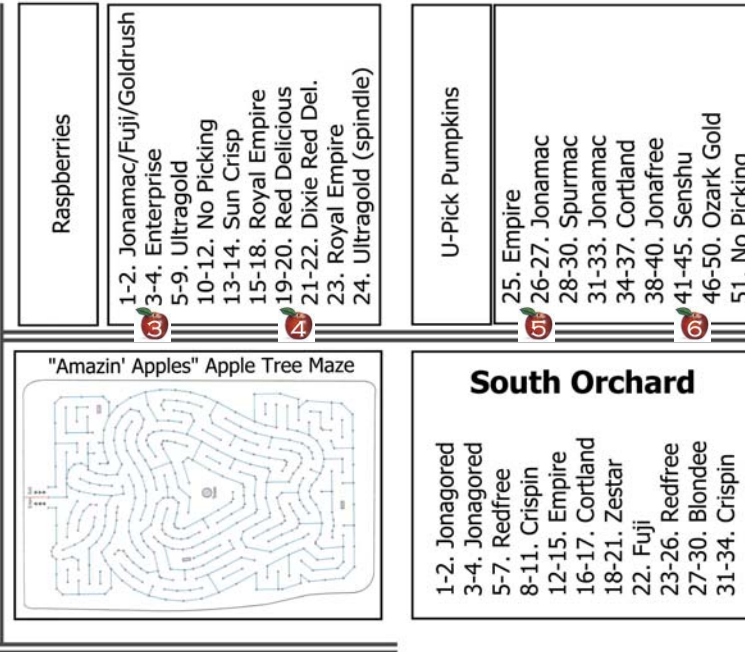 Raspberries
1-2. Jonamac/Fuji/Goldrush
3-4. Enterprise
5-9. Ultragold
10-12. No Picking
13-14. Sun Crisp
15-18. Royal Empire
19-20. Red Delicious
21-22. Dixie Red Del.
23. Royal Empire
24. Ultragold (spindle)
3
4
U-Pick Pumpkins
25. Empire
26-27. Jonamac
28-30. Spurmac
31-33. Jonamac
34-37. Cortland
38-40. Jonafree
41-45. Senshu
46-50. Ozark Gold
51. No Picking
5
6
"Amazin' Apples" Apple Tree Maze
South Orchard
1-2. Jonagored
3-4. Jonagored
5-7. Redfree
8-11. Crispin
12-15. Empire
16-17. Cortland
18-21. Zestar
22. Fuji
23-26. Redfree
27-30. Blondee
31-34. Crispin